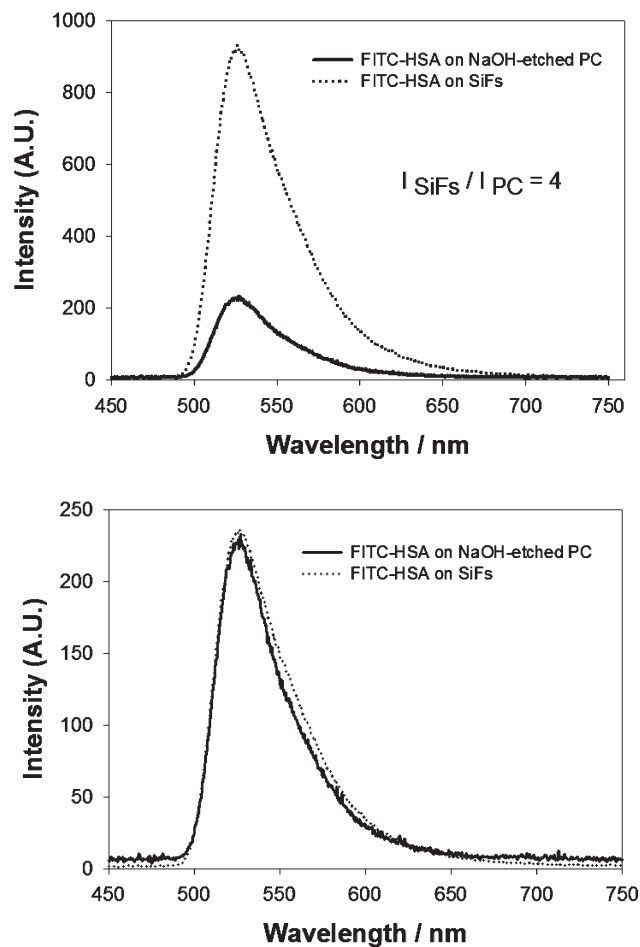 1000
800
600
400
200
0
Intensity (A.U.)
FITC-HSA on NaOH-etched PC
FITC-HSA on SiFs
I SiFs / I PC = 4
450 500 550 600 650 700 750
Wavelength / nm
250
200
150
100
50
0
Intensity (A.U.)
FITC-HSA on NaOH-etched PC
FITC-HSA on SiFs
450 500 550 600 650 700 750
Wavelength / nm